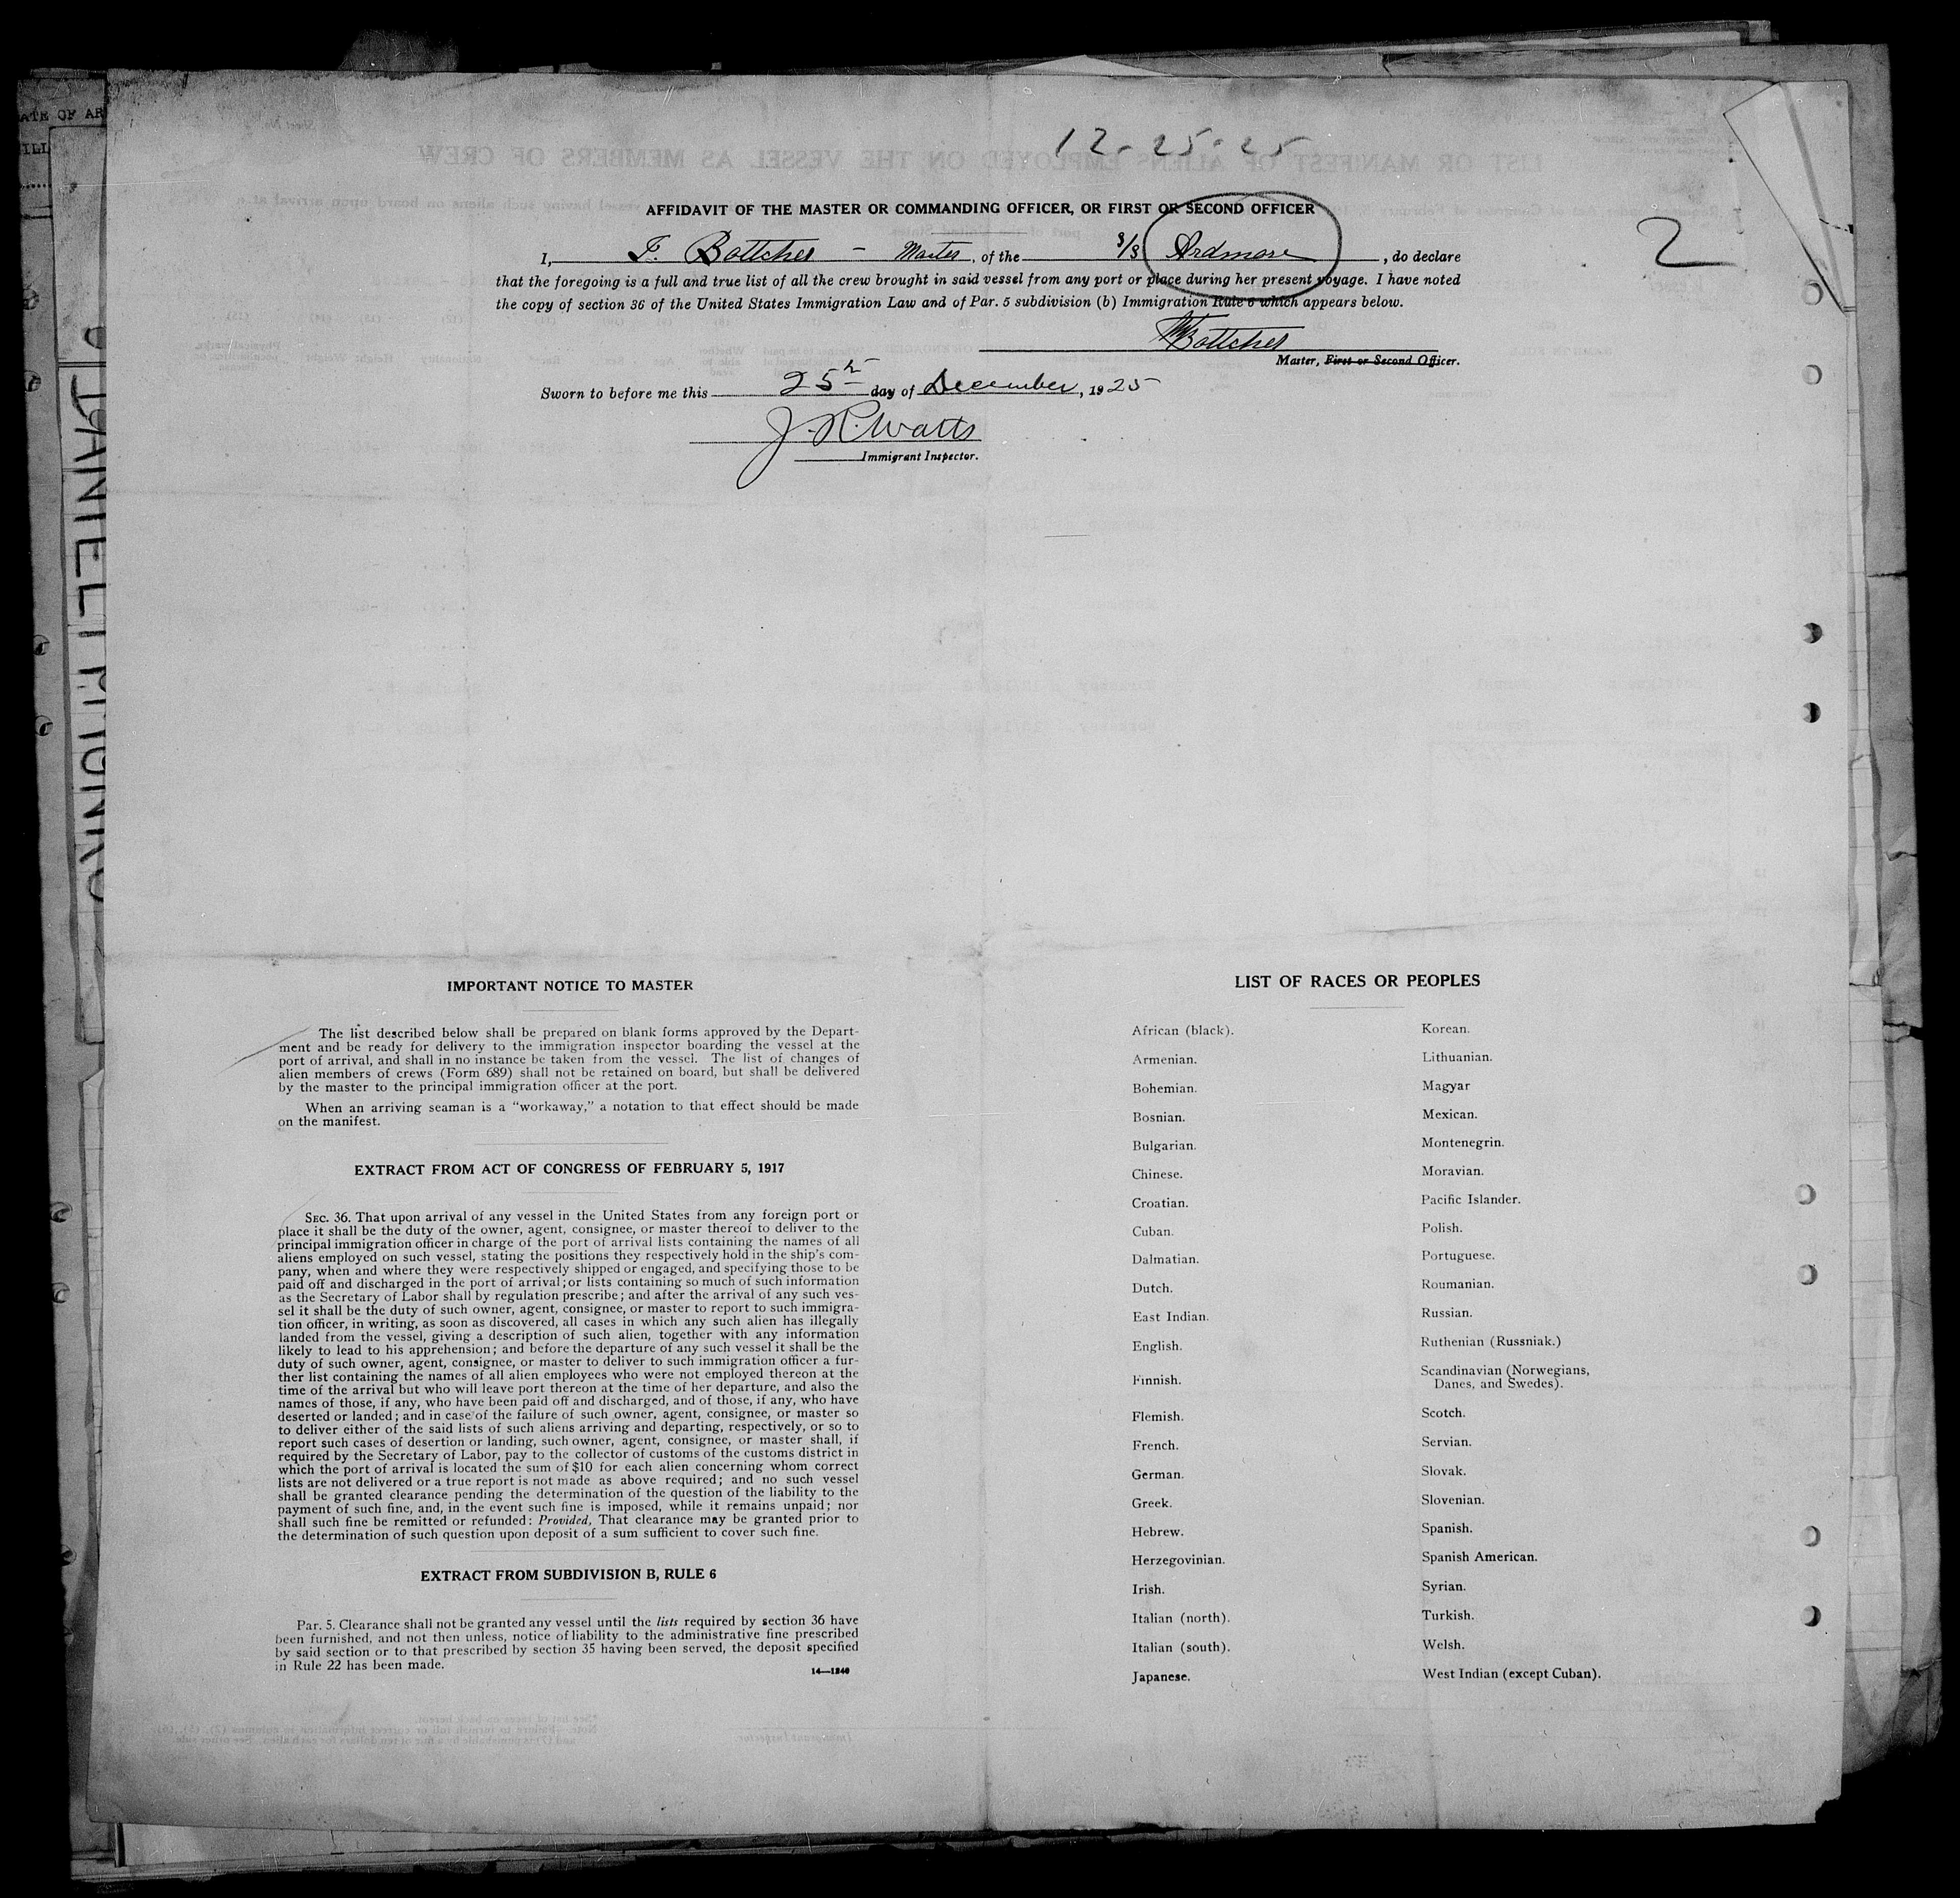 12-25-25
AFFIDAVIT OF THE MASTER OR COMMANDING OFFICER, OR FIRST OR SECOND OFFICER
I, F. Bottcher - Master, of the S/S Ardmore, do declare
that the foregoing is a full and true list of all the crew brought in said vessel from any port or place during her present voyage. I have noted
the copy of section 36 of the United States Immigration Law and of Par. 5 subdivision (b) Immigration Rule 6 which appears below.
2
Bottcher
Master, First or Second Officer.
Sworn to before me this 25th day of December, 1925
J. R. Watts
Immigrant Inspector.
IMPORTANT NOTICE TO MASTER
The list described below shall be prepared on blank forms approved by the Depart-
ment and be ready for delivery to the immigration inspector boarding the vessel at the
port of arrival, and shall in no instance be taken from the vessel. The list of changes of
alien members of crews (Form 689) shall not be retained on board, but shall be delivered
by the master to the principal immigration officer at the port.
When an arriving seaman is a "workaway," a notation to that effect should be made
on the manifest.
EXTRACT FROM ACT OF CONGRESS OF FEBRUARY 5, 1917
SEC. 36. That upon arrival of any vessel in the United States from any foreign port or
place it shall be the duty of the owner, agent, consignee, or master thereof to deliver to the
principal immigration officer in charge of the port of arrival lists containing the names of all
aliens employed on such vessel, stating the positions they respectively hold in the ship's com-
pany, when and where they were respectively shipped or engaged, and specifying those to be
paid off and discharged in the port of arrival; or lists containing so much of such information
as the Secretary of Labor shall by regulation prescribe; and after the arrival of any such ves-
sel it shall be the duty of such owner, agent, consignee, or master to report to such immigra-
tion officer, in writing, as soon as discovered, all cases in which any such alien has illegally
landed from the vessel, giving a description of such alien, together with any information
likely to lead to his apprehension; and before the departure of any such vessel it shall be the
duty of such owner, agent, consignee, or master to deliver to such immigration officer a fur-
ther list containing the names of all alien employees who were not employed thereon at the
time of the arrival but who will leave port thereon at the time of her departure, and also the
names of those, if any, who have been paid off and discharged, and of those, if any, who have
deserted or landed; and in case of the failure of such owner, agent, consignee, or master so
to deliver either of the said lists of such aliens arriving and departing, respectively, or so to
report such cases of desertion or landing, such owner, agent, consignee, or master shall, if
required by the Secretary of Labor, pay to the collector of customs of the customs district in
which the port of arrival is located the sum of $10 for each alien concerning whom correct
lists are not delivered or a true report is not made as above required; and no such vessel
shall be granted clearance pending the determination of the question of the liability to the
payment of such fine, and, in the event such fine is imposed, while it remains unpaid; nor
shall such fine be remitted or refunded: Provided, That clearance may be granted prior to
the determination of such question upon deposit of a sum sufficient to cover such fine.
EXTRACT FROM SUBDIVISION B, RULE 6
Par. 5. Clearance shall not be granted any vessel until the lists required by section 36 have
been furnished, and not then unless, notice of liability to the administrative fine prescribed
by said section or to that prescribed by section 35 having been served, the deposit specified
in Rule 22 has been made.
14—1240
LIST OF RACES OR PEOPLES
African (black).
Armenian.
Bohemian.
Bosnian.
Bulgarian.
Chinese.
Croatian.
Cuban.
Dalmatian.
Dutch.
East Indian.
English.
Finnish.
Flemish.
French.
German.
Greek.
Hebrew.
Herzegovinian.
Irish.
Italian (north).
Italian (south).
Japanese.
Korean.
Lithuanian.
Magyar
Mexican.
Montenegrin.
Moravian.
Pacific Islander.
Polish.
Portuguese.
Roumanian.
Russian.
Ruthenian (Russniak.)
Scandinavian (Norwegians,
Danes, and Swedes).
Scotch.
Servian.
Slovak.
Slovenian.
Spanish.
Spanish American.
Syrian.
Turkish.
Welsh.
West Indian (except Cuban).